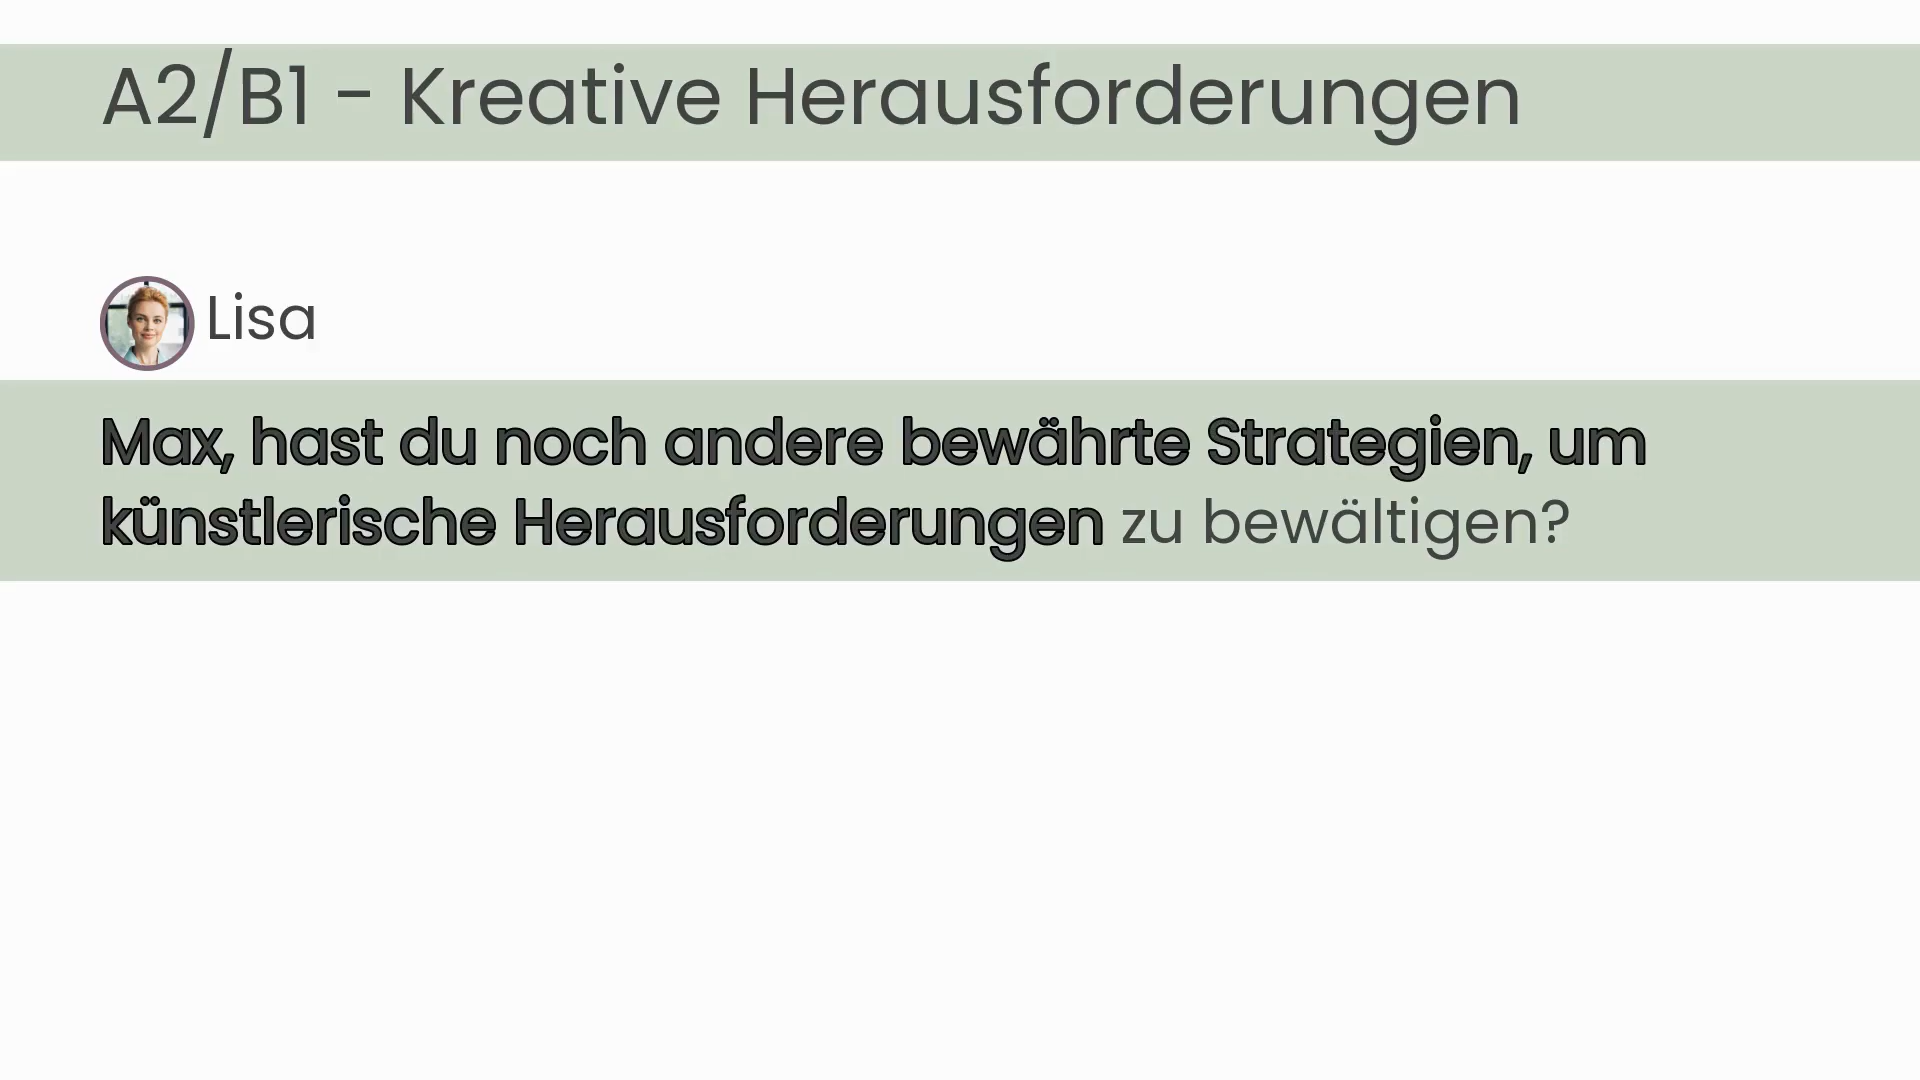 A2/B1 - Kreative Herausforderungen
Lisa
Max, hast du noch andere bewährte Strategien, um
künstlerische Herausforderungen zu bewältigen?